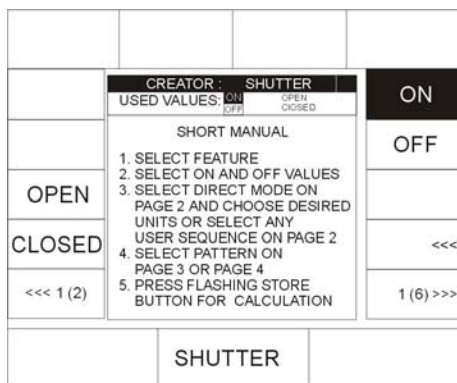 CREATOR : SHUTTER
USED VALUES: ON OPEN
OFF CLOSED
SHORT MANUAL
1. SELECT FEATURE
2. SELECT ON AND OFF VALUES
3. SELECT DIRECT MODE ON
PAGE 2 AND CHOOSE DESIRED
UNITS OR SELECT ANY
USER SEQUENCE ON PAGE 2
4. SELECT PATTERN ON
PAGE 3 OR PAGE 4
5. PRESS FLASHING STORE
BUTTON FOR CALCULATION
OPEN
CLOSED
<<< 1 (2)
ON
OFF
<<<
1 (6) >>>
SHUTTER